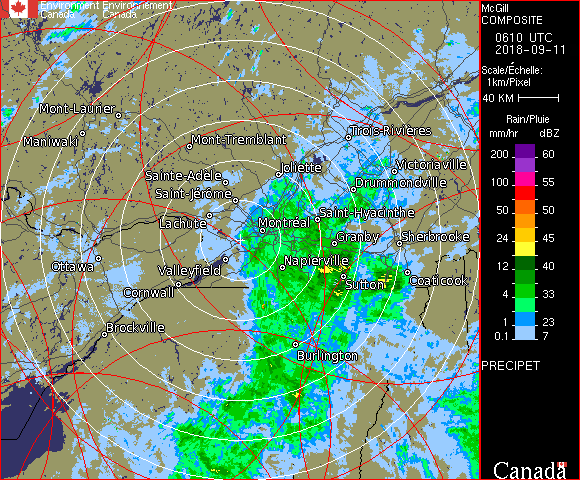 Environment Environnement
Canada Canada
McGill
COMPOSITE
0610 UTC
2018-09-11
Scale/Échelle:
1km/Pixel
40 KM
Rain/Pluie
mm/hr dBZ
200 60
100 55
50 50
24 45
12 40
4 33
1 23
0.1 7
PRECIPET
Canada
Mont-Laurier
Maniwaki
Mont-Tremblant
Trois-Rivières
Sainte-Adèle
Joliette
Victoriaville
Saint-Jérome
Drummondville
Lachute
Montréal
Saint-Hyacinthe
Granby
Sherbrooke
Ottawa
Valleyfield
Napierville
Cornwall
Sutton
Coaticook
Brockville
Burlington